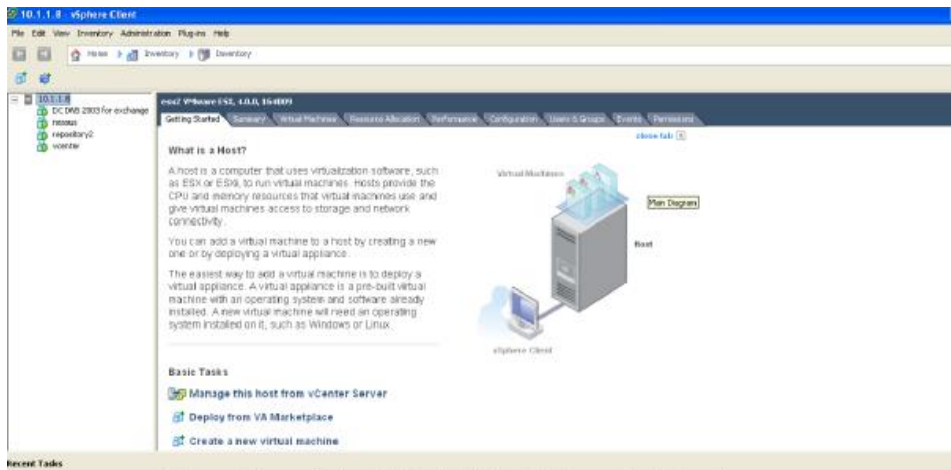 10.1.1.8 - vSphere Client
File Edit View Inventory Administration Plug-ins Help
Home Inventory Inventory
10.1.1.8
DC DNS 2003 for exchange
nessus
repository2
vcenter
esx2 VMware ESX, 4.0.0, 164009
Getting Started Summary Virtual Machines Resource Allocation Performance Configuration Users & Groups Events Permissions
close tab
What is a Host?
A host is a computer that uses virtualization software, such
as ESX or ESXi, to run virtual machines. Hosts provide the
CPU and memory resources that virtual machines use and
give virtual machines access to storage and network
connectivity.
You can add a virtual machine to a host by creating a new
one or by deploying a virtual appliance.
The easiest way to add a virtual machine is to deploy a
virtual appliance. A virtual appliance is a pre-built virtual
machine with an operating system and software already
installed. A new virtual machine will need an operating
system installed on it, such as Windows or Linux.
Virtual Machines
Main Diagram
Host
vSphere Client
Basic Tasks
Manage this host from vCenter Server
Deploy from VA Marketplace
Create a new virtual machine
Recent Tasks